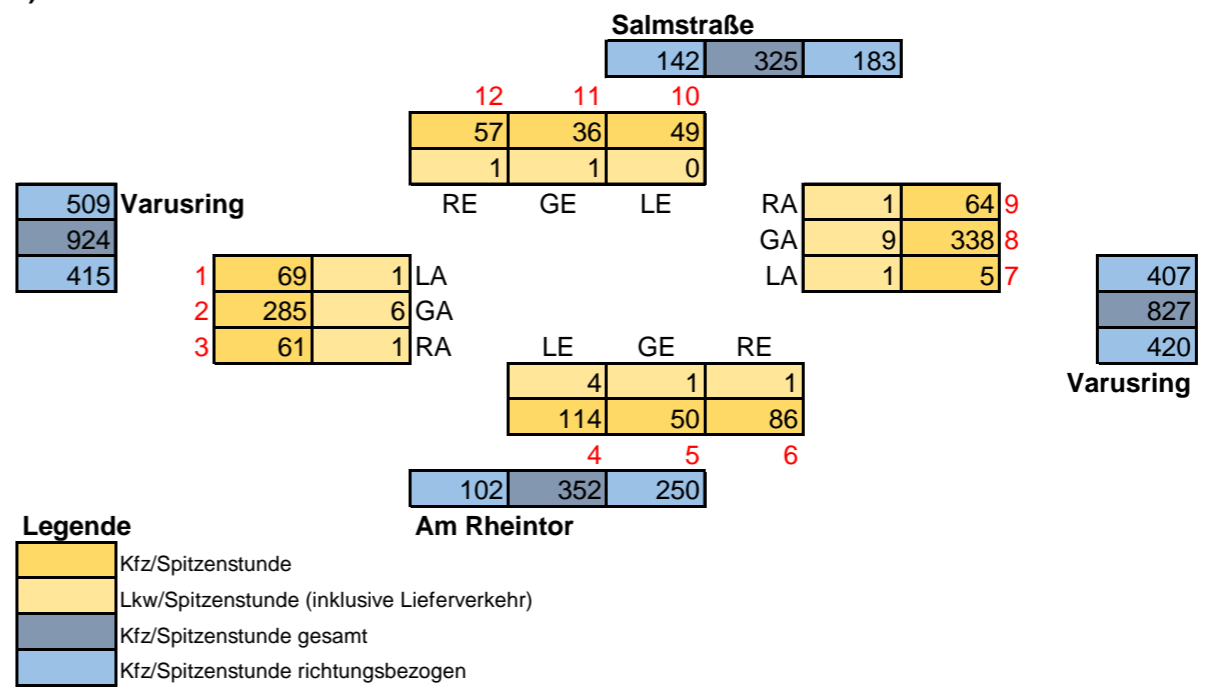 Salmstraße
142 325 183
12 11 10
57 36 49
1 1 0
509 Varusring RE GE LE RA 1 64 9
924 GA 9 338 8
415 1 69 1 LA LA 1 5 7 407
2 285 6 GA 827
3 61 1 RA LE GE RE 420
4 1 1 Varusring
114 50 86
4 5 6
102 352 250
Legende Am Rheintor
Kfz/Spitzenstunde
Lkw/Spitzenstunde (inklusive Lieferverkehr)
Kfz/Spitzenstunde gesamt
Kfz/Spitzenstunde richtungsbezogen